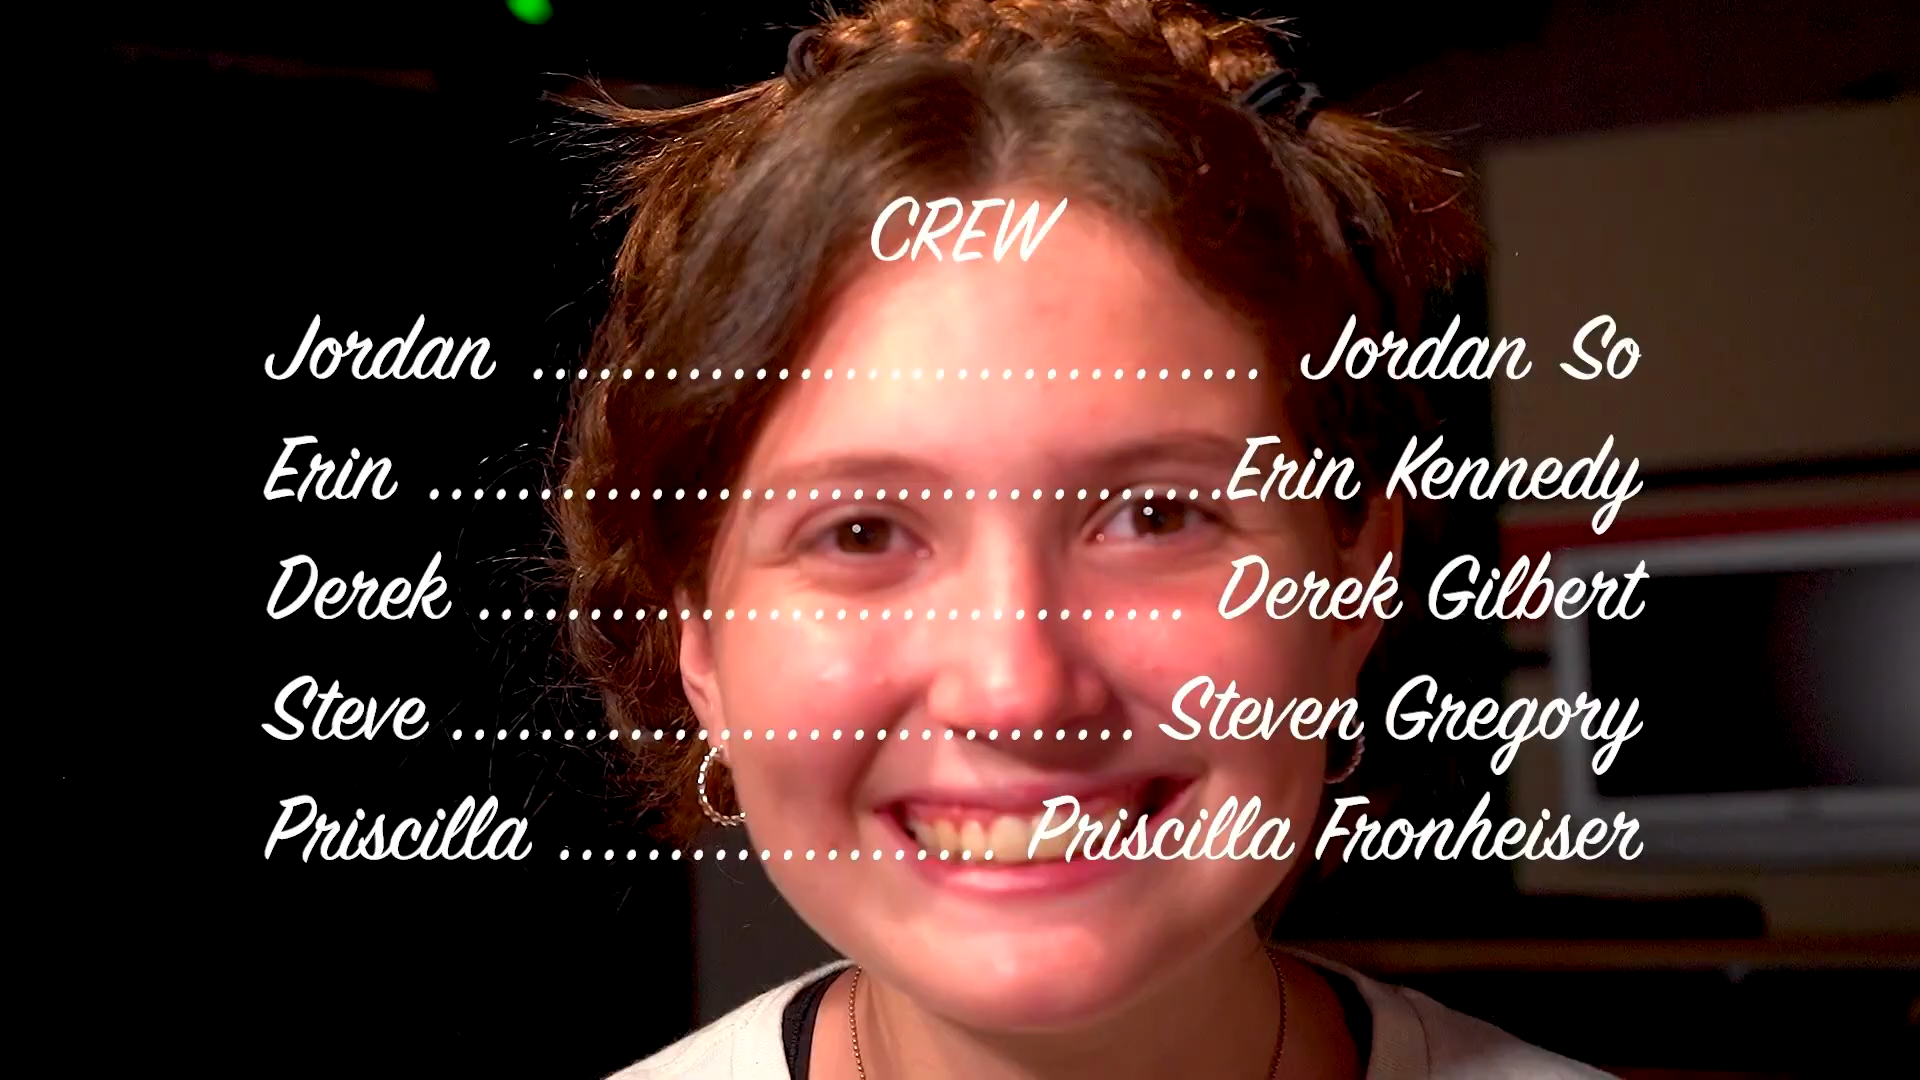 CREW
Jordan ................................. Jordan So
Erin ....................................Erin Kennedy
Derek ................................ Derek Gilbert
Steve ............................... Steven Gregory
Priscilla .................... Priscilla Fronheiser